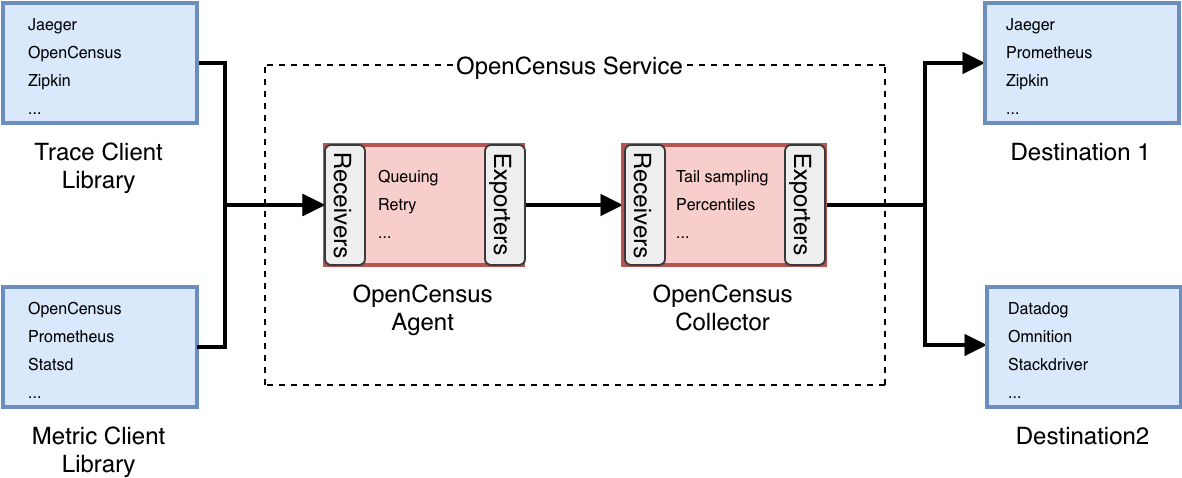 Jaeger
OpenCensus
Zipkin
...
Trace Client
Library
OpenCensus
Prometheus
Statsd
...
Metric Client
Library
OpenCensus Service
Receivers
Queuing
Retry
...
Exporters
OpenCensus
Agent
Receivers
Tail sampling
Percentiles
...
Exporters
OpenCensus
Collector
Jaeger
Prometheus
Zipkin
...
Destination 1
Datadog
Omnition
Stackdriver
...
Destination2